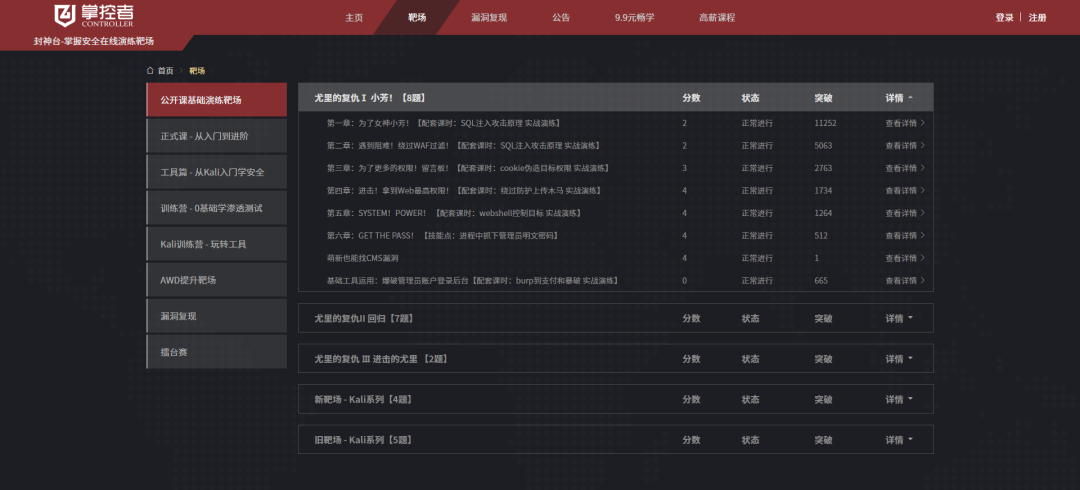 掌控者
CONTROLLER
主页 靶场 漏洞复现 公告 9.9元畅学 高薪课程 登录 注册
封神台-掌握安全在线演练靶场
首页 靶场
公开课基础演练靶场
正式课 - 从入门到进阶
工具篇 - 从Kali入门学安全
训练营 - 0基础学渗透测试
Kali训练营 - 玩转工具
AWD提升靶场
漏洞复现
擂台赛
尤里的复仇 I 小芳！【8题】 分数 状态 突破 详情
第一章：为了女神小芳！【配套课时：SQL注入攻击原理 实战演练】 2 正常进行 11252 查看详情
第二章：遇到阻难！绕过WAF过滤！【配套课时：SQL注入攻击原理 实战演练】 2 正常进行 5063 查看详情
第三章：为了更多的权限！留言板！【配套课时：cookie伪造目标权限 实战演练】 3 正常进行 2763 查看详情
第四章：进击！拿到Web最高权限！【配套课时：绕过防护上传木马 实战演练】 4 正常进行 1734 查看详情
第五章：SYSTEM！POWER！【配套课时：webshell控制目标 实战演练】 4 正常进行 1264 查看详情
第六章：GET THE PASS！【技能点：进程中抓下管理员明文密码】 4 正常进行 512 查看详情
萌新也能找CMS漏洞 4 正常进行 1 查看详情
基础工具运用：爆破管理员账户登录后台【配套课时：burp到支付和暴破 实战演练】 0 正常进行 665 查看详情
尤里的复仇II 回归【7题】 分数 状态 突破 详情
尤里的复仇 III 进击的尤里 【2题】 分数 状态 突破 详情
新靶场 - Kali系列【4题】 分数 状态 突破 详情
旧靶场 - Kali系列【5题】 分数 状态 突破 详情